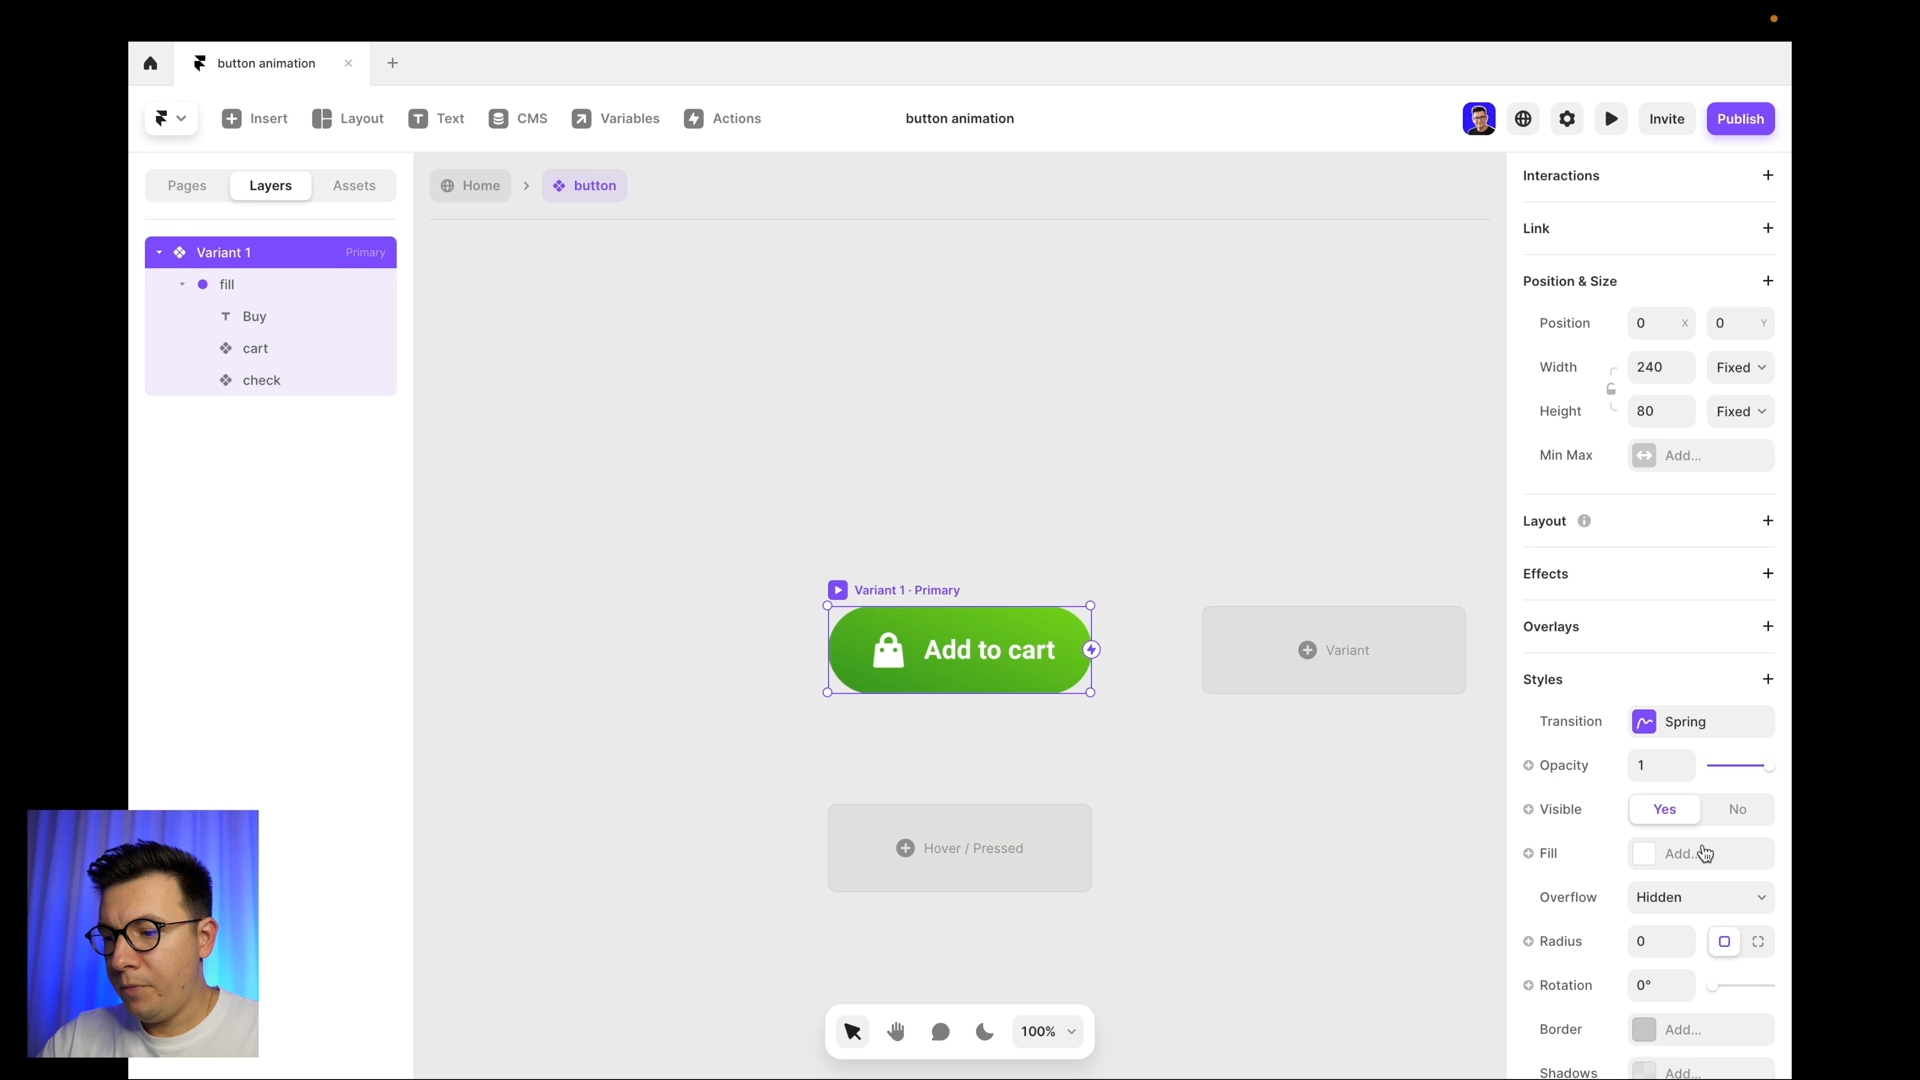 button animation
Insert
Layout
Text
CMS
Variables
Actions
button animation
Invite
Publish
Pages
Layers
Assets
Home
button
Variant 1
Primary
fill
Buy
cart
check
Variant 1 · Primary
Add to cart
Variant
Hover / Pressed
100%
Interactions
Link
Position & Size
Position
0
X
0
Y
Width
240
Fixed
Height
80
Fixed
Min Max
Add...
Layout
Effects
Overlays
Styles
Transition
Spring
Opacity
1
Visible
Yes
No
Fill
Add...
Overflow
Hidden
Radius
0
Rotation
0°
Border
Add...
Shadows
Add...